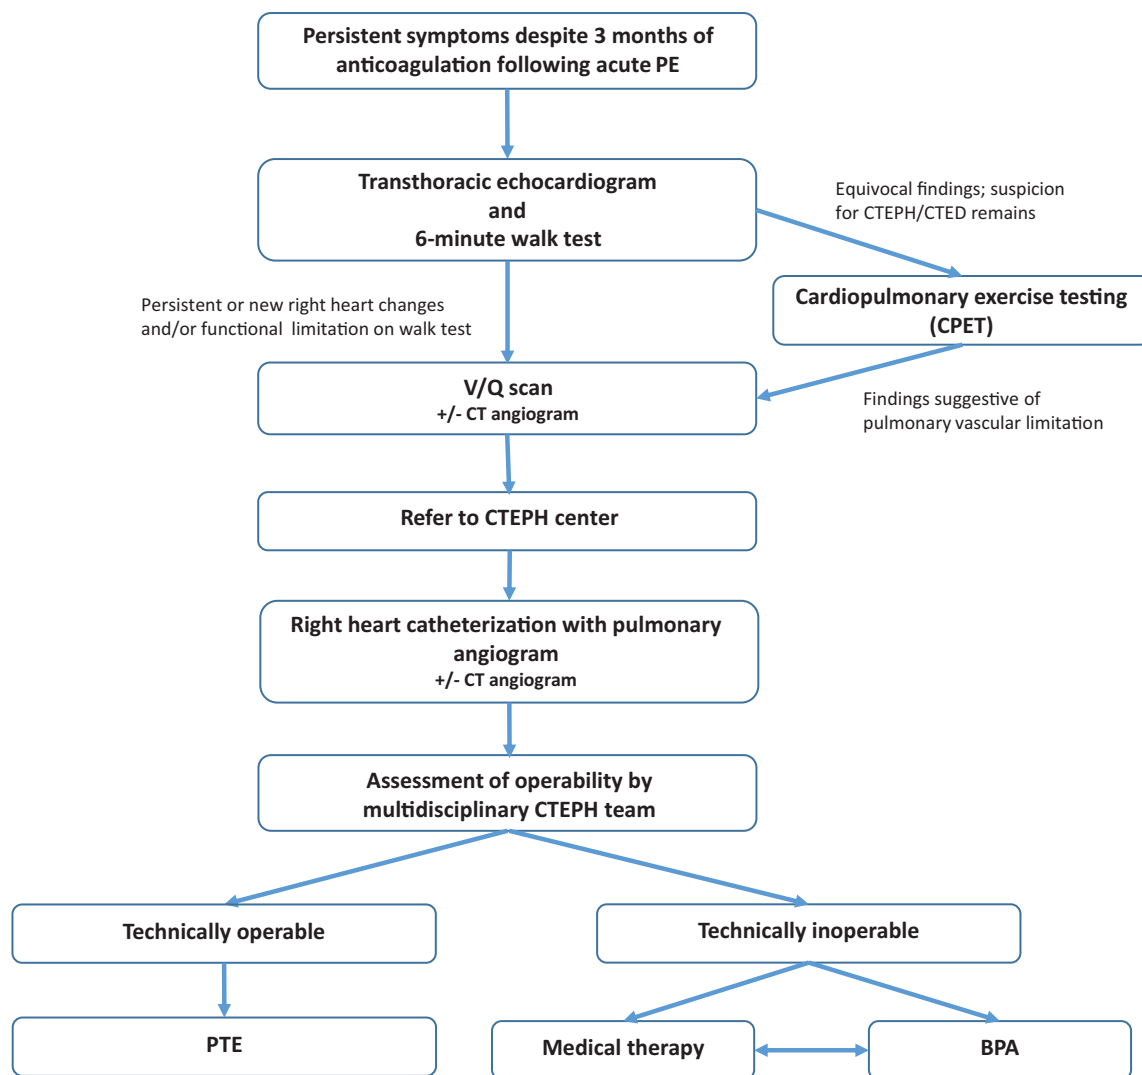 Persistent symptoms despite 3 months of
anticoagulation following acute PE
Transthoracic echocardiogram
and
6-minute walk test
Equivocal findings; suspicion
for CTEPH/CTED remains
Cardiopulmonary exercise testing
(CPET)
Persistent or new right heart changes
and/or functional limitation on walk test
V/Q scan
+/- CT angiogram
Findings suggestive of
pulmonary vascular limitation
Refer to CTEPH center
Right heart catheterization with pulmonary
angiogram
+/- CT angiogram
Assessment of operability by
multidisciplinary CTEPH team
Technically operable
Technically inoperable
PTE
Medical therapy
BPA